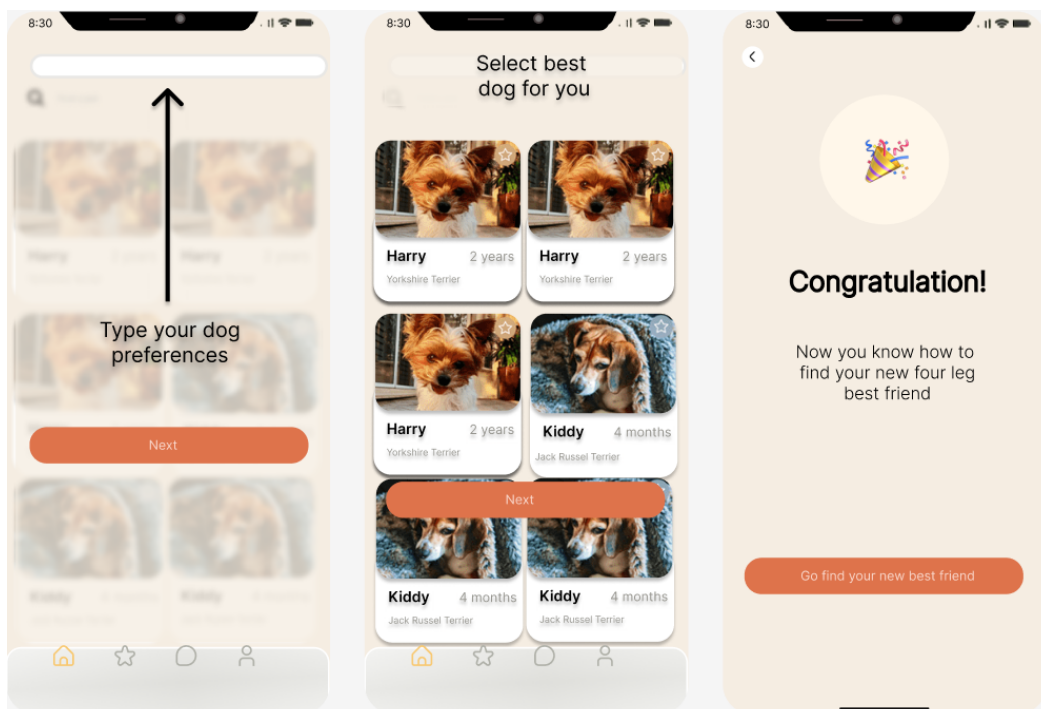 8:30
Type your dog
preferences
Next
8:30
Select best
dog for you
Harry 2 years
Yorkshire Terrier
Harry 2 years
Yorkshire Terrier
Harry 2 years
Yorkshire Terrier
Kiddy 4 months
Jack Russel Terrier
Next
Kiddy 4 months
Jack Russel Terrier
Kiddy 4 months
Jack Russel Terrier
8:30
Congratulation!
Now you know how to
find your new four leg
best friend
Go find your new best friend